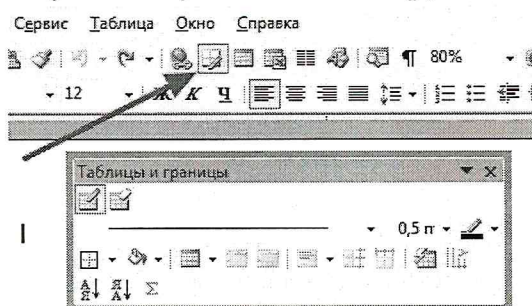 Сервис Таблица Окно Справка
¶ 80%
12 Ж К Ч
Таблицы и границы
0,5 пт
А Я Я А Σ